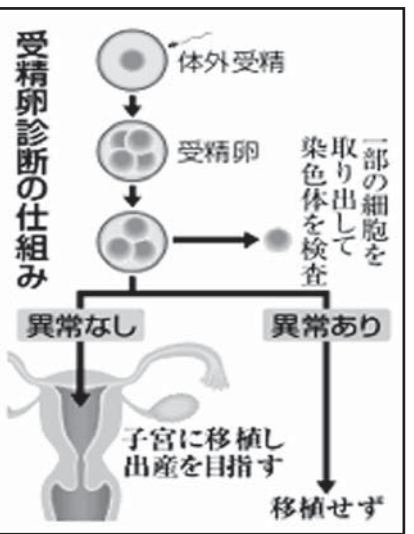 受精卵診断の仕組み
体外受精
受精卵
一部の細胞を
取り出して
染色体を検査
異常なし
異常あり
子宮に移植し
出産を目指す
移植せず